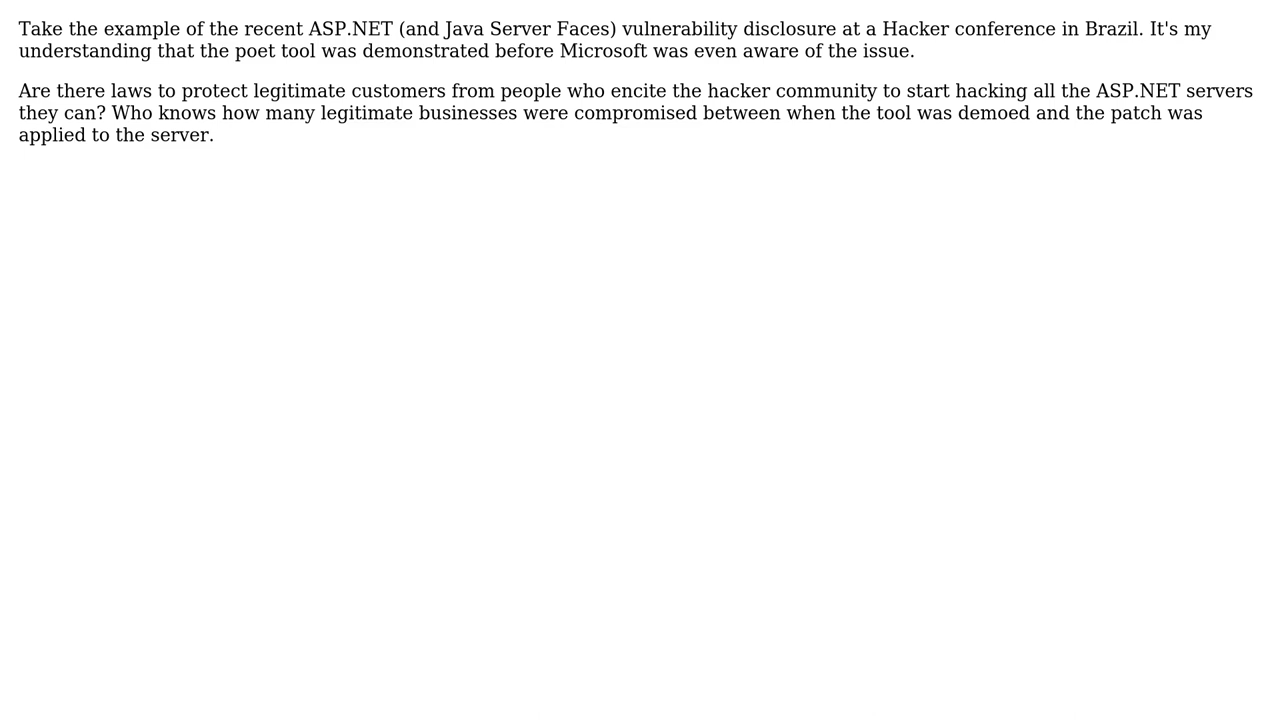 Take the example of the recent ASP.NET (and Java Server Faces) vulnerability disclosure at a Hacker conference in Brazil. It's my
understanding that the poet tool was demonstrated before Microsoft was even aware of the issue.
Are there laws to protect legitimate customers from people who encite the hacker community to start hacking all the ASP.NET servers
they can? Who knows how many legitimate businesses were compromised between when the tool was demoed and the patch was
applied to the server.